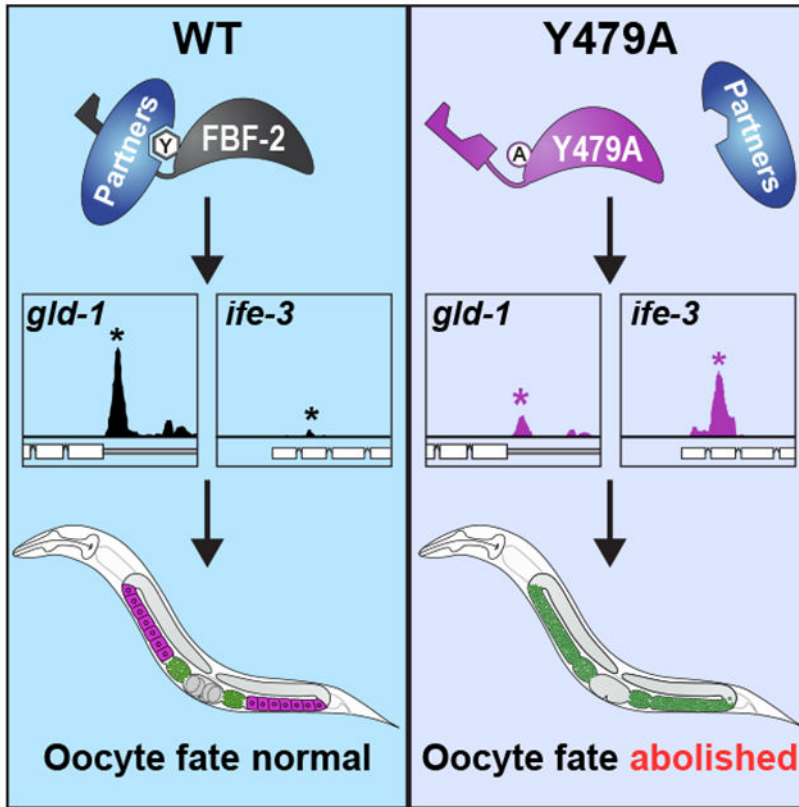 WT
Partners
Y
FBF-2
gld-1
*
ife-3
*
Oocyte fate normal
Y479A
A
Y479A
Partners
gld-1
*
ife-3
*
Oocyte fate abolished